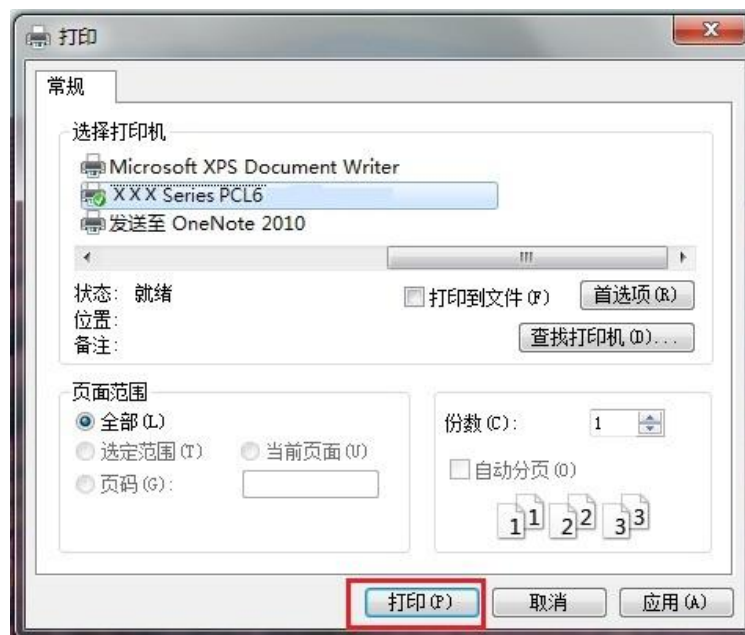 打印
常规
选择打印机
Microsoft XPS Document Writer
XXX Series PCL6
发送至 OneNote 2010
状态: 就绪
打印到文件(F)
首选项(R)
位置:
查找打印机(D)...
备注:
页面范围
全部(L)
选定范围(T)
当前页面(U)
页码(G):
份数(C):
1
自动分页(O)
1 1 2 2 3 3
打印(P)
取消
应用(A)